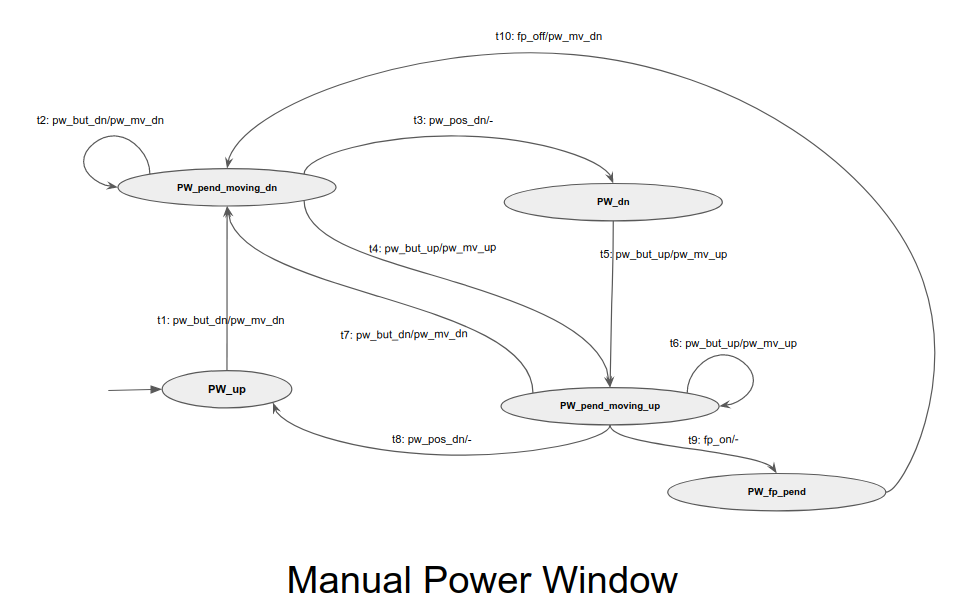 t10: fp_off/pw_mv_dn
t2: pw_but_dn/pw_mv_dn
t3: pw_pos_dn/-
PW_pend_moving_dn
PW_dn
t4: pw_but_up/pw_mv_up
t5: pw_but_up/pw_mv_up
t1: pw_but_dn/pw_mv_dn
t7: pw_but_dn/pw_mv_dn
t6: pw_but_up/pw_mv_up
PW_up
PW_pend_moving_up
t8: pw_pos_dn/-
t9: fp_on/-
PW_fp_pend
Manual Power Window